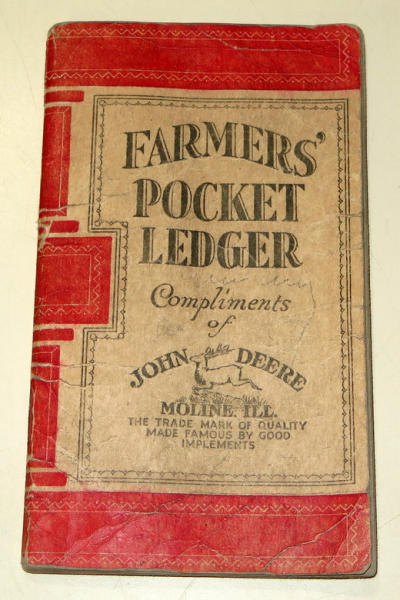 FARMERS'
POCKET
LEDGER
Compliments
of
JOHN DEERE
MOLINE, ILL.
THE TRADE MARK OF QUALITY
MADE FAMOUS BY GOOD
IMPLEMENTS